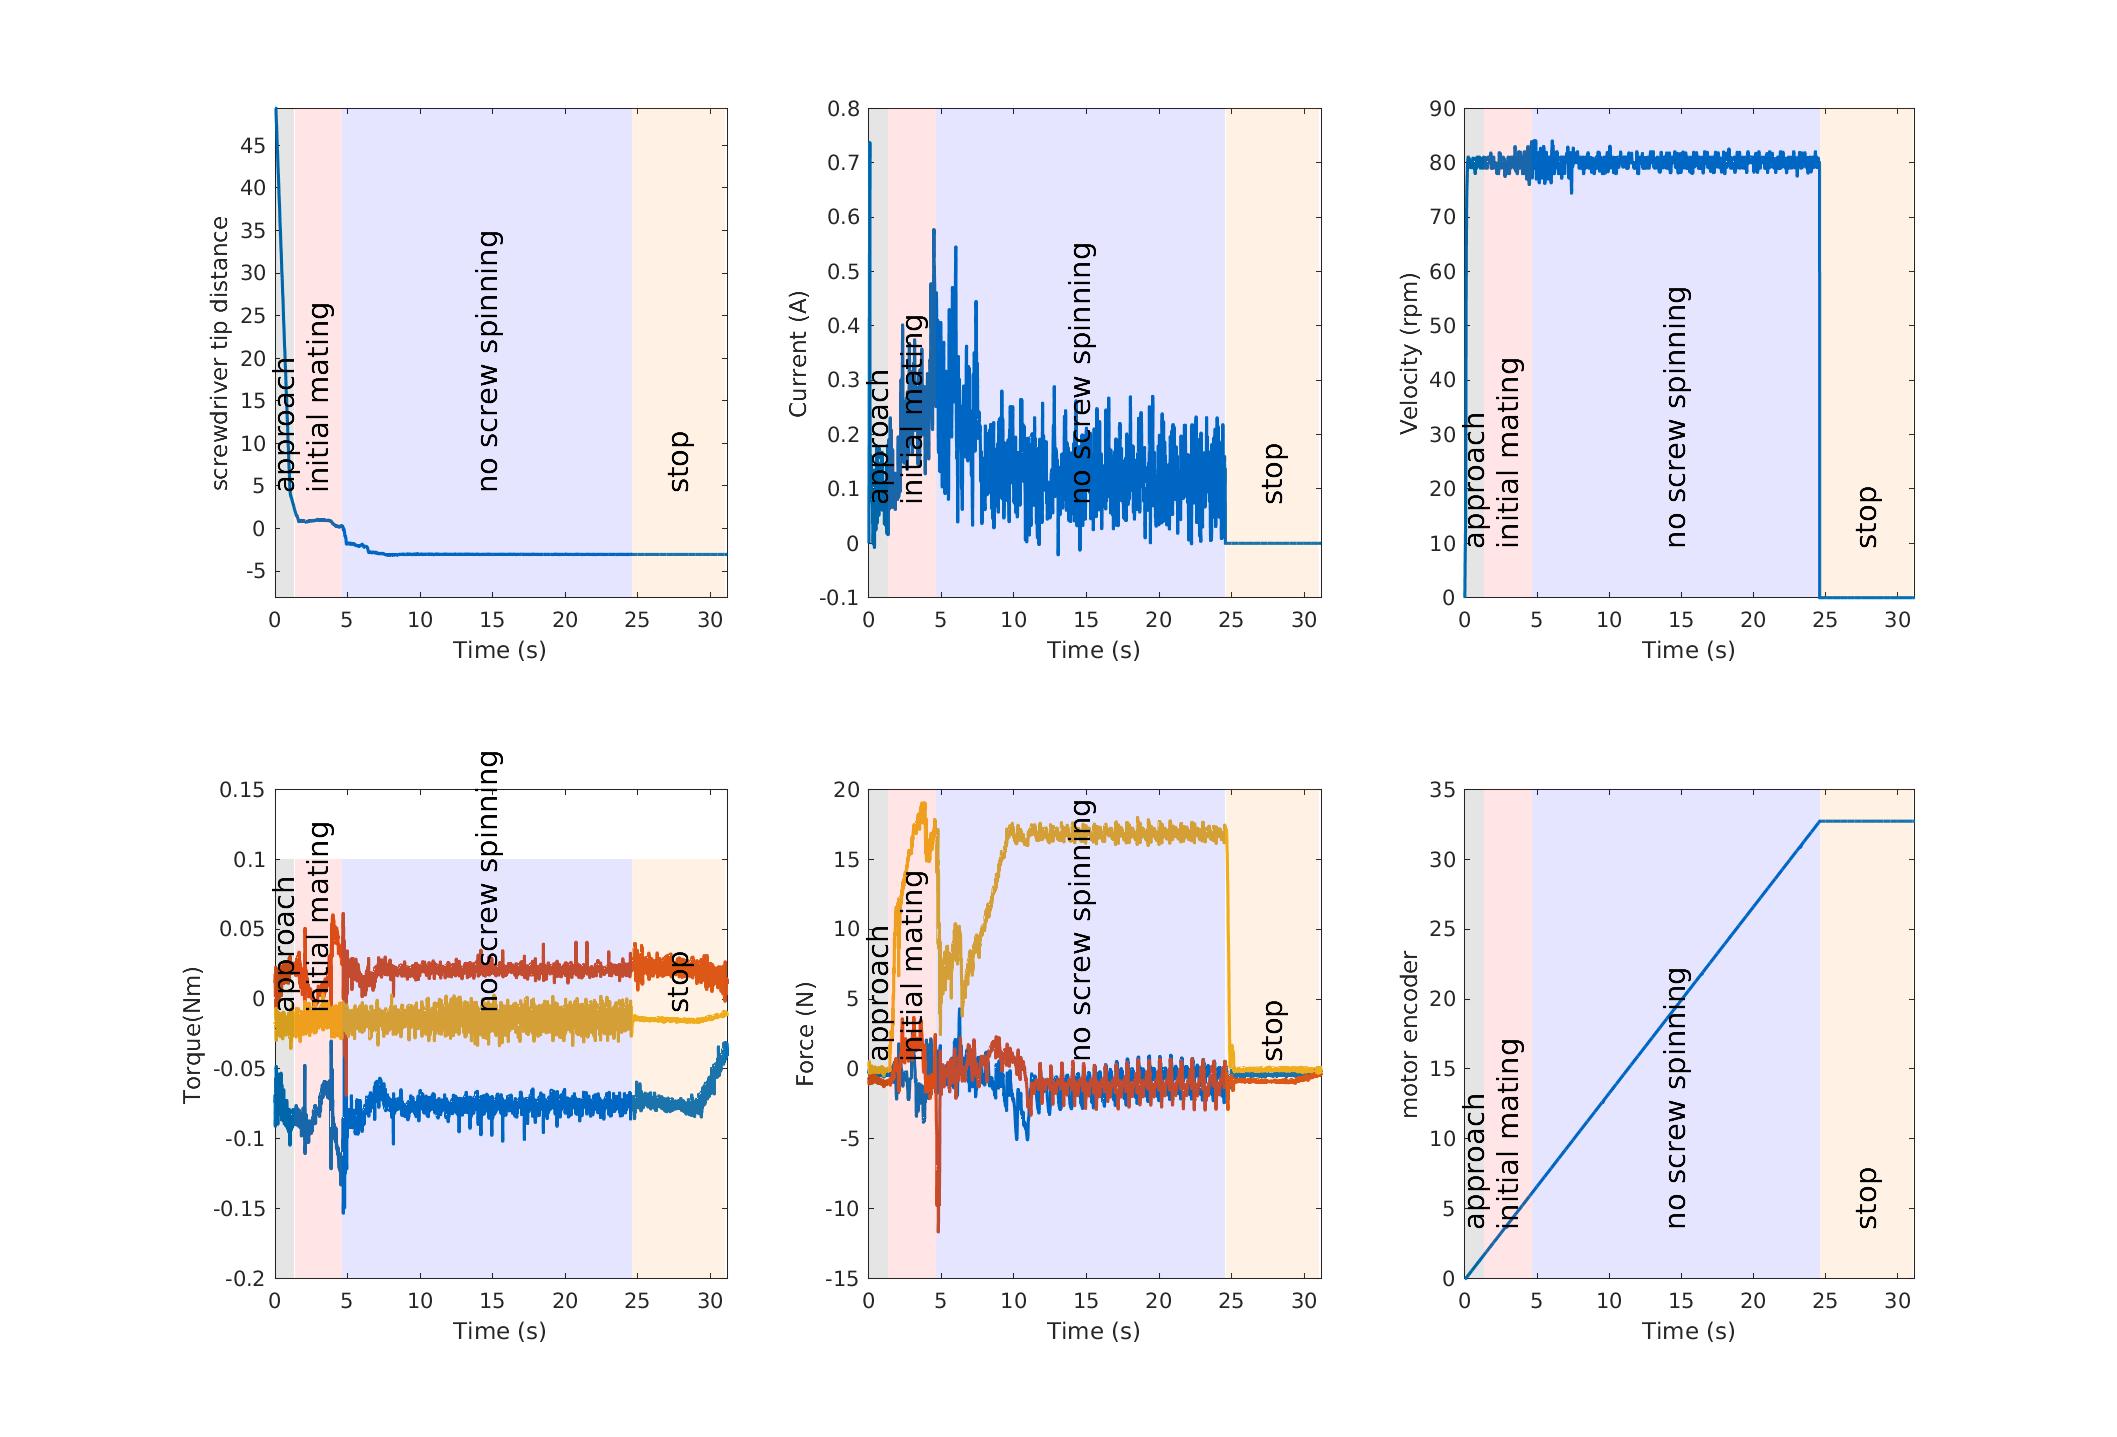 screwdriver tip distance
45
40
35
30
25
20
15
10
5
0
-5
approach
initial mating
no screw spinning
stop
0 5 10 15 20 25 30
Time (s)
Current (A)
0.8
0.7
0.6
0.5
0.4
0.3
0.2
0.1
0
-0.1
approach
initial mating
no screw spinning
stop
0 5 10 15 20 25 30
Time (s)
Velocity (rpm)
90
80
70
60
50
40
30
20
10
0
approach
initial mating
no screw spinning
stop
0 5 10 15 20 25 30
Time (s)
Torque(Nm)
0.15
0.1
0.05
0
-0.05
-0.1
-0.15
-0.2
approach
initial mating
no screw spinning
stop
0 5 10 15 20 25 30
Time (s)
Force (N)
20
15
10
5
0
-5
-10
-15
approach
initial mating
no screw spinning
stop
0 5 10 15 20 25 30
Time (s)
motor encoder
35
30
25
20
15
10
5
0
approach
initial mating
no screw spinning
stop
0 5 10 15 20 25 30
Time (s)